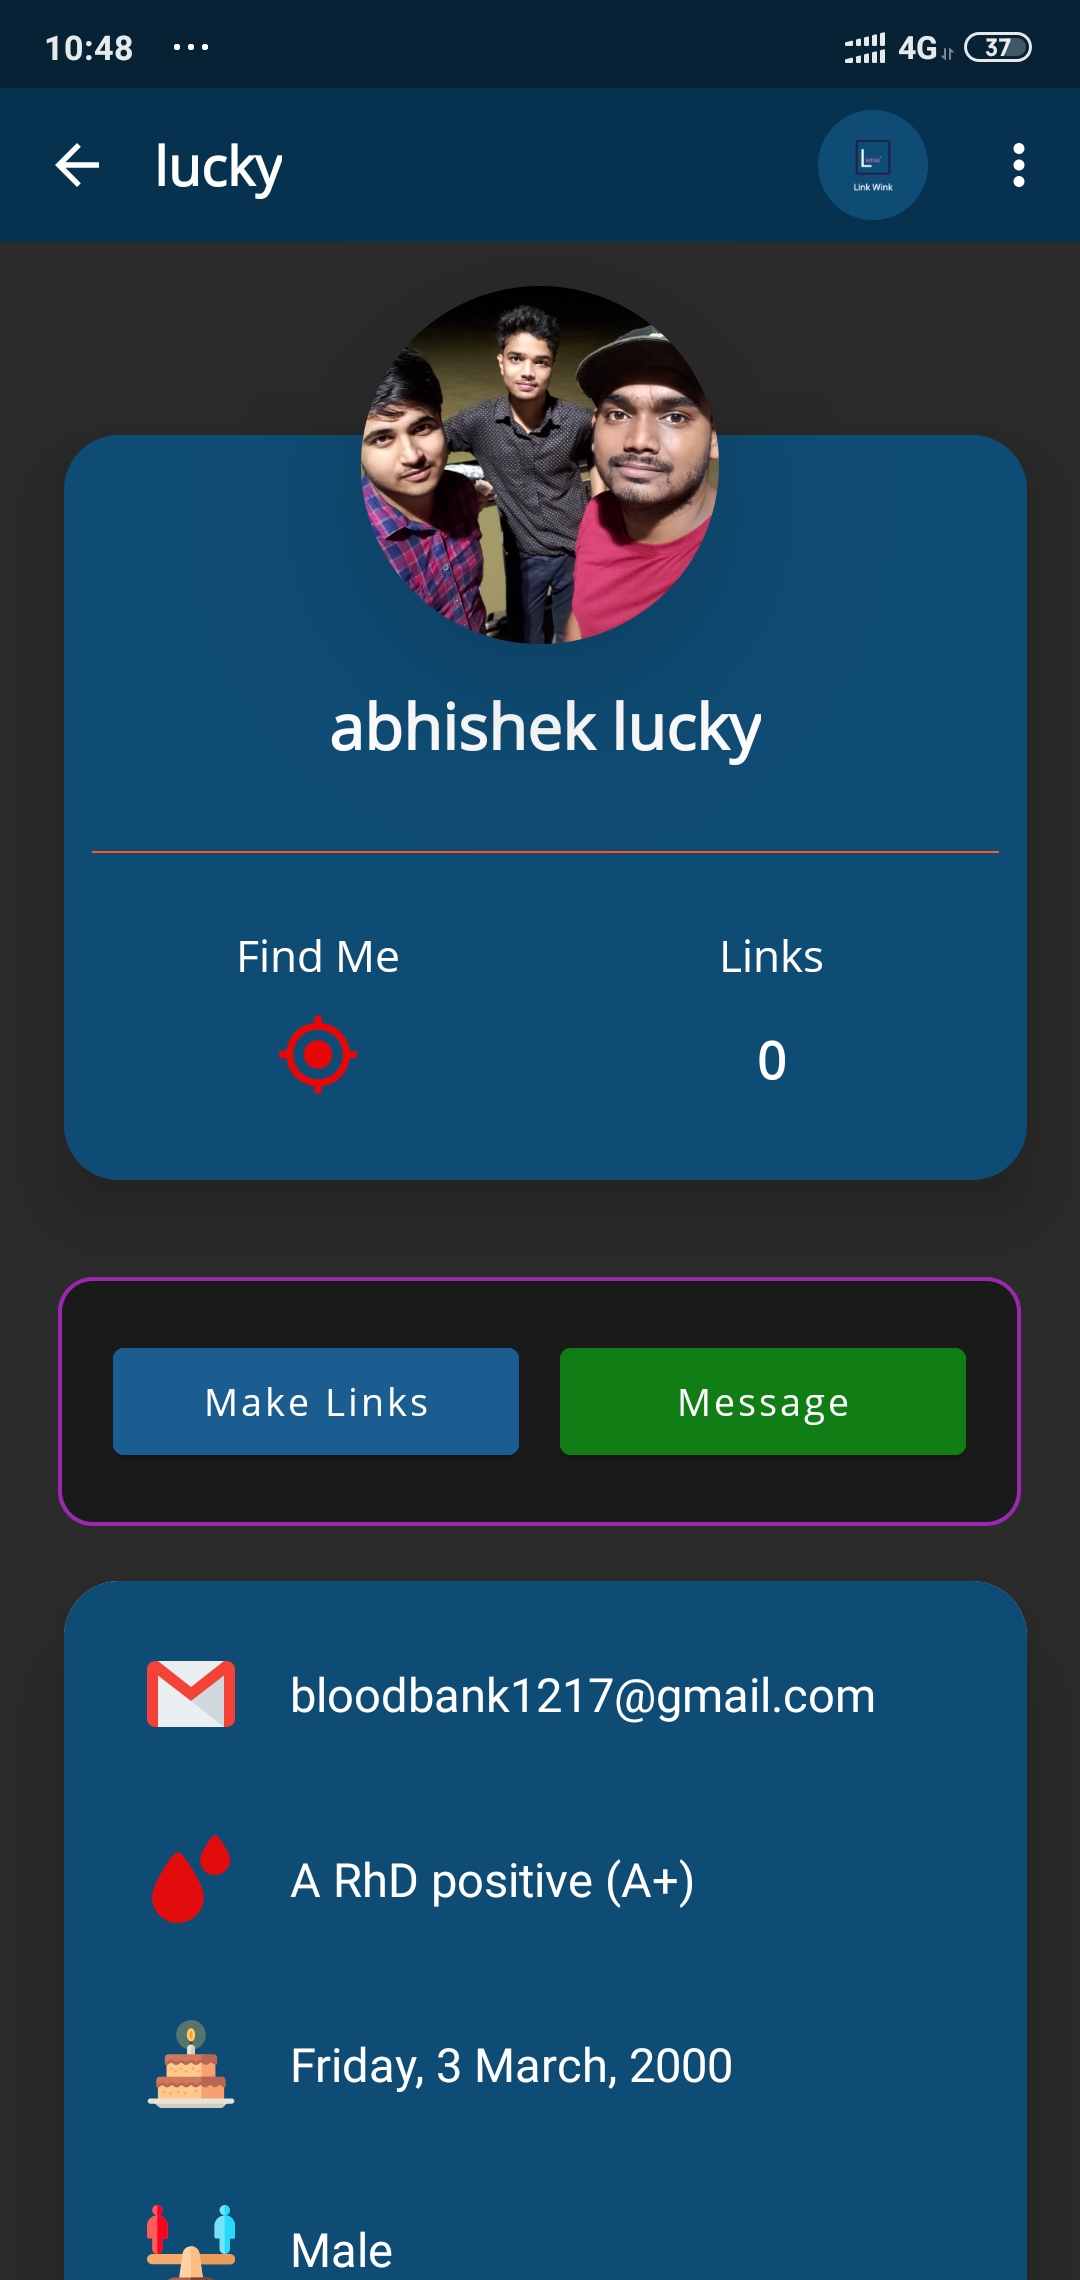 10:48 ... 4G 37
lucky
L WINK
Link Wink
abhishek lucky
Find Me Links
0
Make Links Message
bloodbank1217@gmail.com
A RhD positive (A+)
Friday, 3 March, 2000
Male